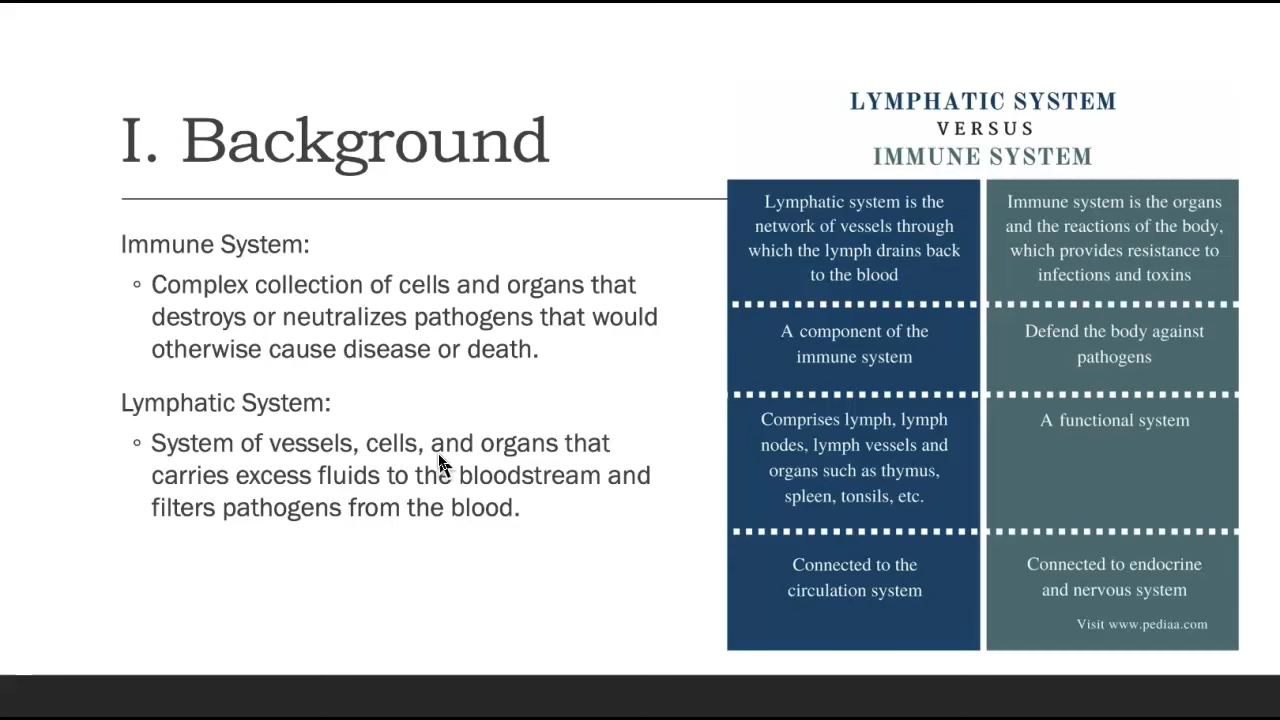 I. Background
Immune System:
◦ Complex collection of cells and organs that
destroys or neutralizes pathogens that would
otherwise cause disease or death.
Lymphatic System:
◦ System of vessels, cells, and organs that
carries excess fluids to the bloodstream and
filters pathogens from the blood.
LYMPHATIC SYSTEM
VERSUS
IMMUNE SYSTEM
Lymphatic system is the
network of vessels through
which the lymph drains back
to the blood
Immune system is the organs
and the reactions of the body,
which provides resistance to
infections and toxins
A component of the
immune system
Defend the body against
pathogens
Comprises lymph, lymph
nodes, lymph vessels and
organs such as thymus,
spleen, tonsils, etc.
A functional system
Connected to the
circulation system
Connected to endocrine
and nervous system
Visit www.pediaa.com